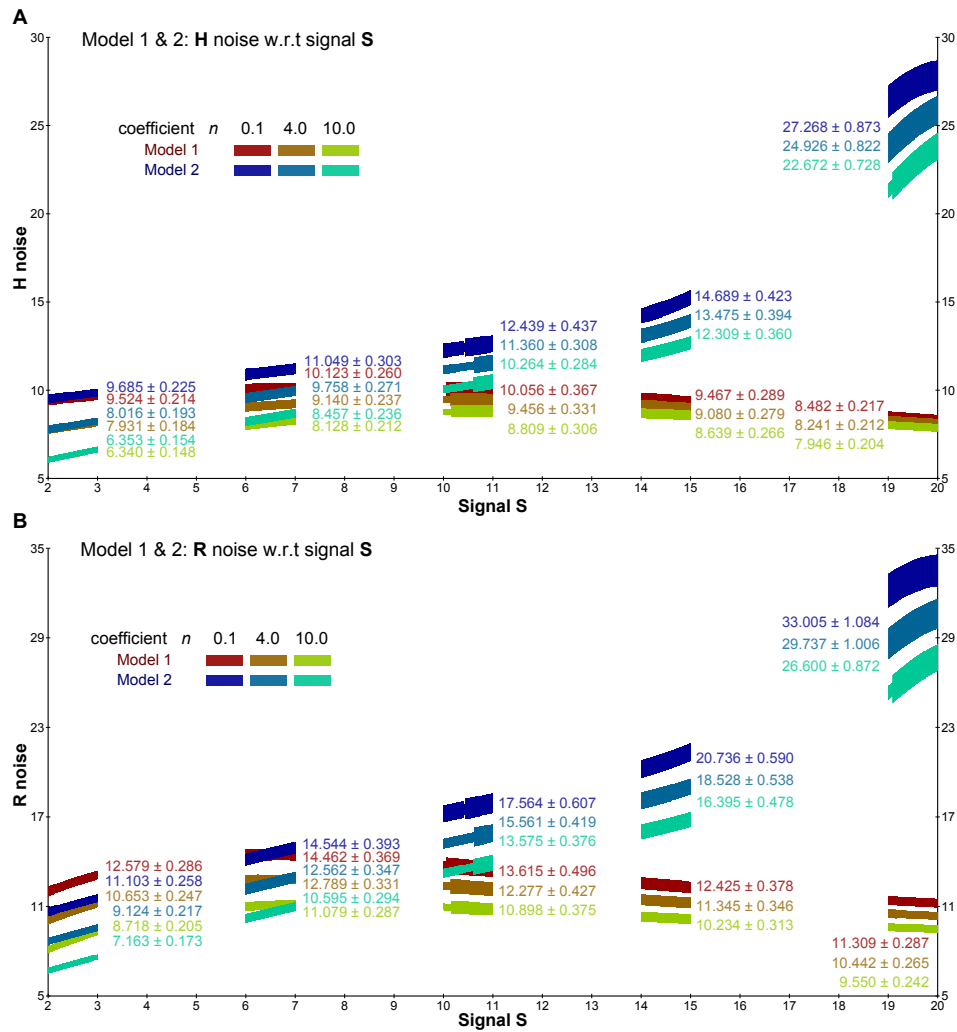 A
Model 1 & 2: H noise w.r.t signal S
coefficient n 0.1 4.0 10.0
Model 1
Model 2
H noise
30 30
25 25
20 20
15 15
10 10
5 5
27.268 ± 0.873
24.926 ± 0.822
22.672 ± 0.728
9.685 ± 0.225
9.524 ± 0.214
8.016 ± 0.193
7.931 ± 0.184
6.353 ± 0.154
6.340 ± 0.148
11.049 ± 0.303
10.123 ± 0.260
9.758 ± 0.271
9.140 ± 0.237
8.457 ± 0.236
8.128 ± 0.212
12.439 ± 0.437
11.360 ± 0.308
10.264 ± 0.284
10.056 ± 0.367
9.456 ± 0.331
8.809 ± 0.306
14.689 ± 0.423
13.475 ± 0.394
12.309 ± 0.360
9.467 ± 0.289
9.080 ± 0.279
8.639 ± 0.266
8.482 ± 0.217
8.241 ± 0.212
7.946 ± 0.204
2 3 4 5 6 7 8 9 10 11 12 13 14 15 16 17 18 19 20
Signal S
B
Model 1 & 2: R noise w.r.t signal S
coefficient n 0.1 4.0 10.0
Model 1
Model 2
R noise
35 35
29 29
23 23
17 17
11 11
5 5
33.005 ± 1.084
29.737 ± 1.006
26.600 ± 0.872
12.579 ± 0.286
11.103 ± 0.258
10.653 ± 0.247
9.124 ± 0.217
8.718 ± 0.205
7.163 ± 0.173
14.544 ± 0.393
14.462 ± 0.369
12.562 ± 0.347
12.789 ± 0.331
10.595 ± 0.294
11.079 ± 0.287
17.564 ± 0.607
15.561 ± 0.419
13.575 ± 0.376
13.615 ± 0.496
12.277 ± 0.427
10.898 ± 0.375
20.736 ± 0.590
18.528 ± 0.538
16.395 ± 0.478
12.425 ± 0.378
11.345 ± 0.346
10.234 ± 0.313
11.309 ± 0.287
10.442 ± 0.265
9.550 ± 0.242
2 3 4 5 6 7 8 9 10 11 12 13 14 15 16 17 18 19 20
Signal S